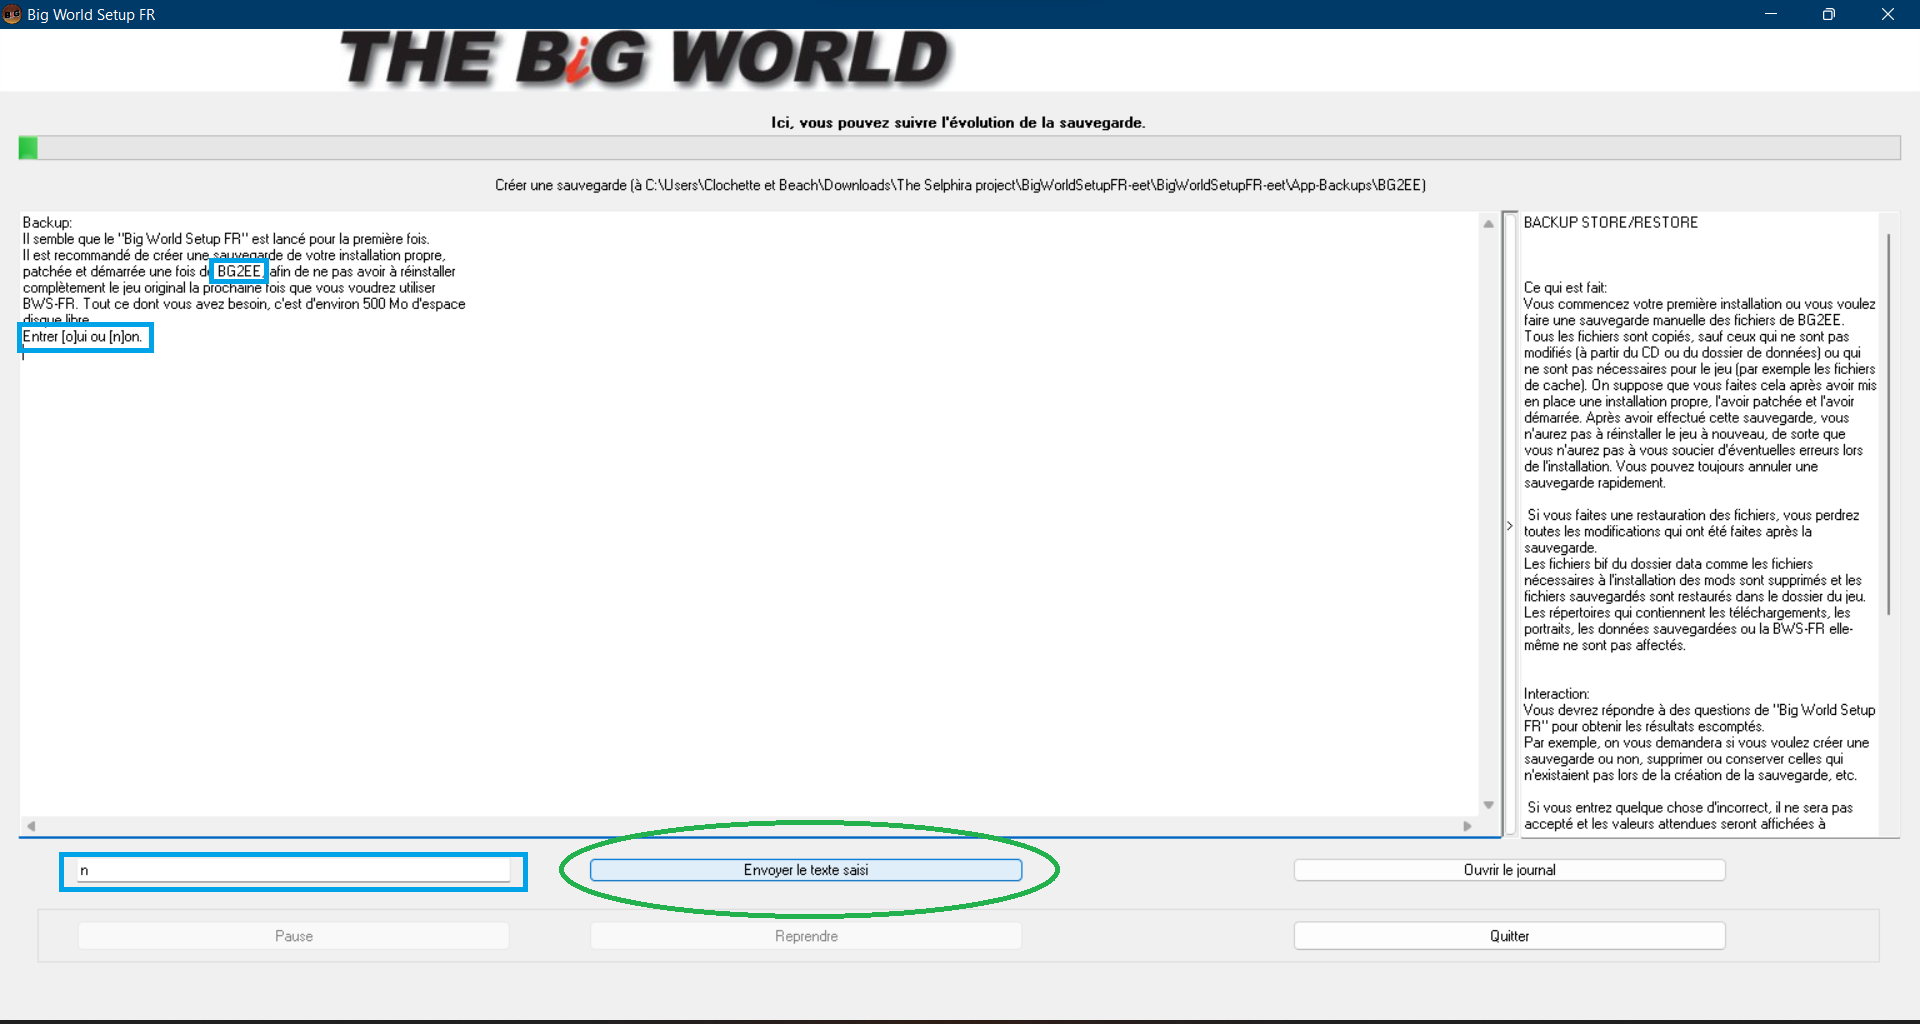 Big World Setup FR
THE BiG WORLD
Ici, vous pouvez suivre l'évolution de la sauvegarde.
Créer une sauvegarde (à C:\Users\Clochette et Beach\Downloads\The Selphira project\BigWorldSetupFR-eet\BigWorldSetupFR-eet\App-Backups\BG2EE)
Backup:
Il semble que le "Big World Setup FR" est lancé pour la première fois.
Il est recommandé de créer une sauvegarde de votre installation propre,
patchée et démarrée une fois de BG2EE, afin de ne pas avoir à réinstaller
complètement le jeu original la prochaine fois que vous voudrez utiliser
BWS-FR. Tout ce dont vous avez besoin, c'est d'environ 500 Mo d'espace
disque libre.
Entrer [o]ui ou [n]on.
BACKUP STORE/RESTORE
Ce qui est fait:
Vous commencez votre première installation ou vous voulez
faire une sauvegarde manuelle des fichiers de BG2EE.
Tous les fichiers sont copiés, sauf ceux qui ne sont pas
modifiés (à partir du CD ou du dossier de données) ou qui
ne sont pas nécessaires pour le jeu (par exemple les fichiers
de cache). On suppose que vous faites cela après avoir mis
en place une installation propre, l'avoir patchée et l'avoir
démarrée. Après avoir effectué cette sauvegarde, vous
n'aurez pas à réinstaller le jeu à nouveau, de sorte que
vous n'aurez pas à vous soucier d'éventuelles erreurs lors
de l'installation. Vous pouvez toujours annuler une
sauvegarde rapidement.
Si vous faites une restauration des fichiers, vous perdrez
toutes les modifications qui ont été faites après la
sauvegarde.
Les fichiers bif du dossier data comme les fichiers
nécessaires à l'installation des mods sont supprimés et les
fichiers sauvegardés sont restaurés dans le dossier du jeu.
Les répertoires qui contiennent les téléchargements, les
portraits, les données sauvegardées ou la BWS-FR elle-
même ne sont pas affectés.
Interaction:
Vous devrez répondre à des questions de "Big World Setup
FR" pour obtenir les résultats escomptés.
Par exemple, on vous demandera si vous voulez créer une
sauvegarde ou non, supprimer ou conserver celles qui
n'existaient pas lors de la création de la sauvegarde, etc.
Si vous entrez quelque chose d'incorrect, il ne sera pas
accepté et les valeurs attendues seront affichées à
n
Envoyer le texte saisi
Ouvrir le journal
Pause
Reprendre
Quitter